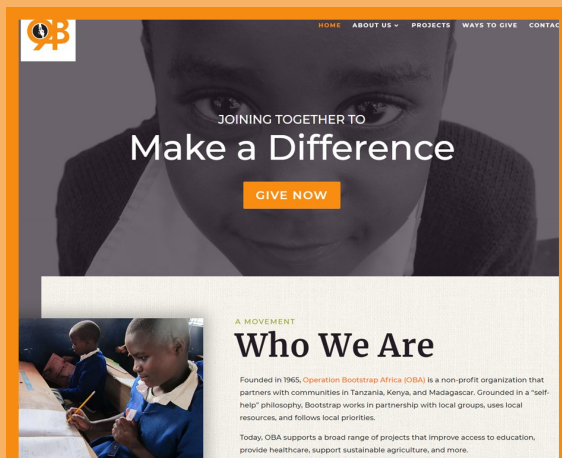 OBA
HOME ABOUT US PROJECTS WAYS TO GIVE CONTAC
JOINING TOGETHER TO
Make a Difference
GIVE NOW
A MOVEMENT
Who We Are
Founded in 1965, Operation Bootstrap Africa (OBA) is a non-profit organization that
partners with communities in Tanzania, Kenya, and Madagascar. Grounded in a "self-
help" philosophy, Bootstrap works in partnership with local groups, uses local
resources, and follows local priorities.
Today, OBA supports a broad range of projects that improve access to education,
provide healthcare, support sustainable agriculture, and more.